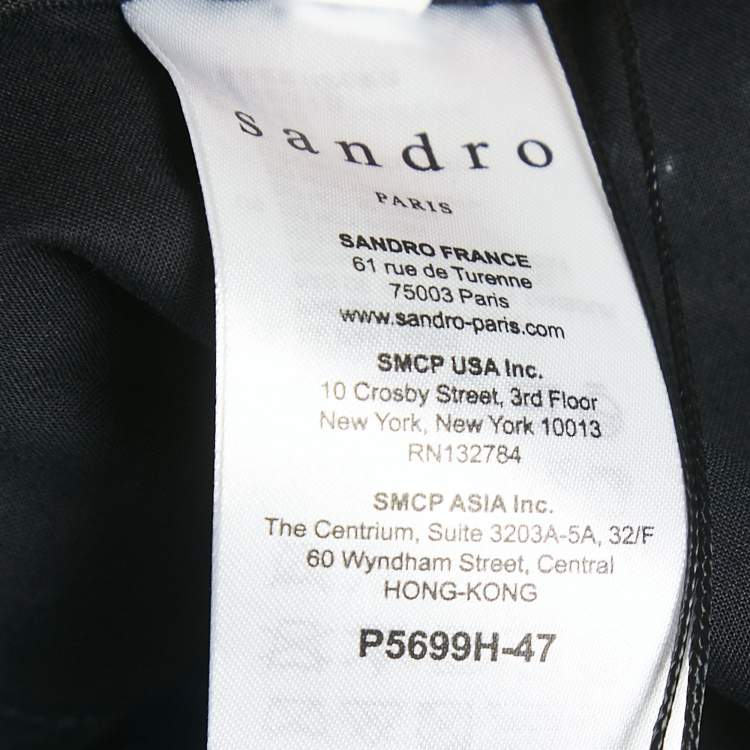 sandro
PARIS
SANDRO FRANCE
61 rue de Turenne
75003 Paris
www.sandro-paris.com
SMCP USA Inc.
10 Crosby Street, 3rd Floor
New York, New York 10013
RN132784
SMCP ASIA Inc.
The Centrium, Suite 3203A-5A, 32/F
60 Wyndham Street, Central
HONG-KONG
P5699H-47